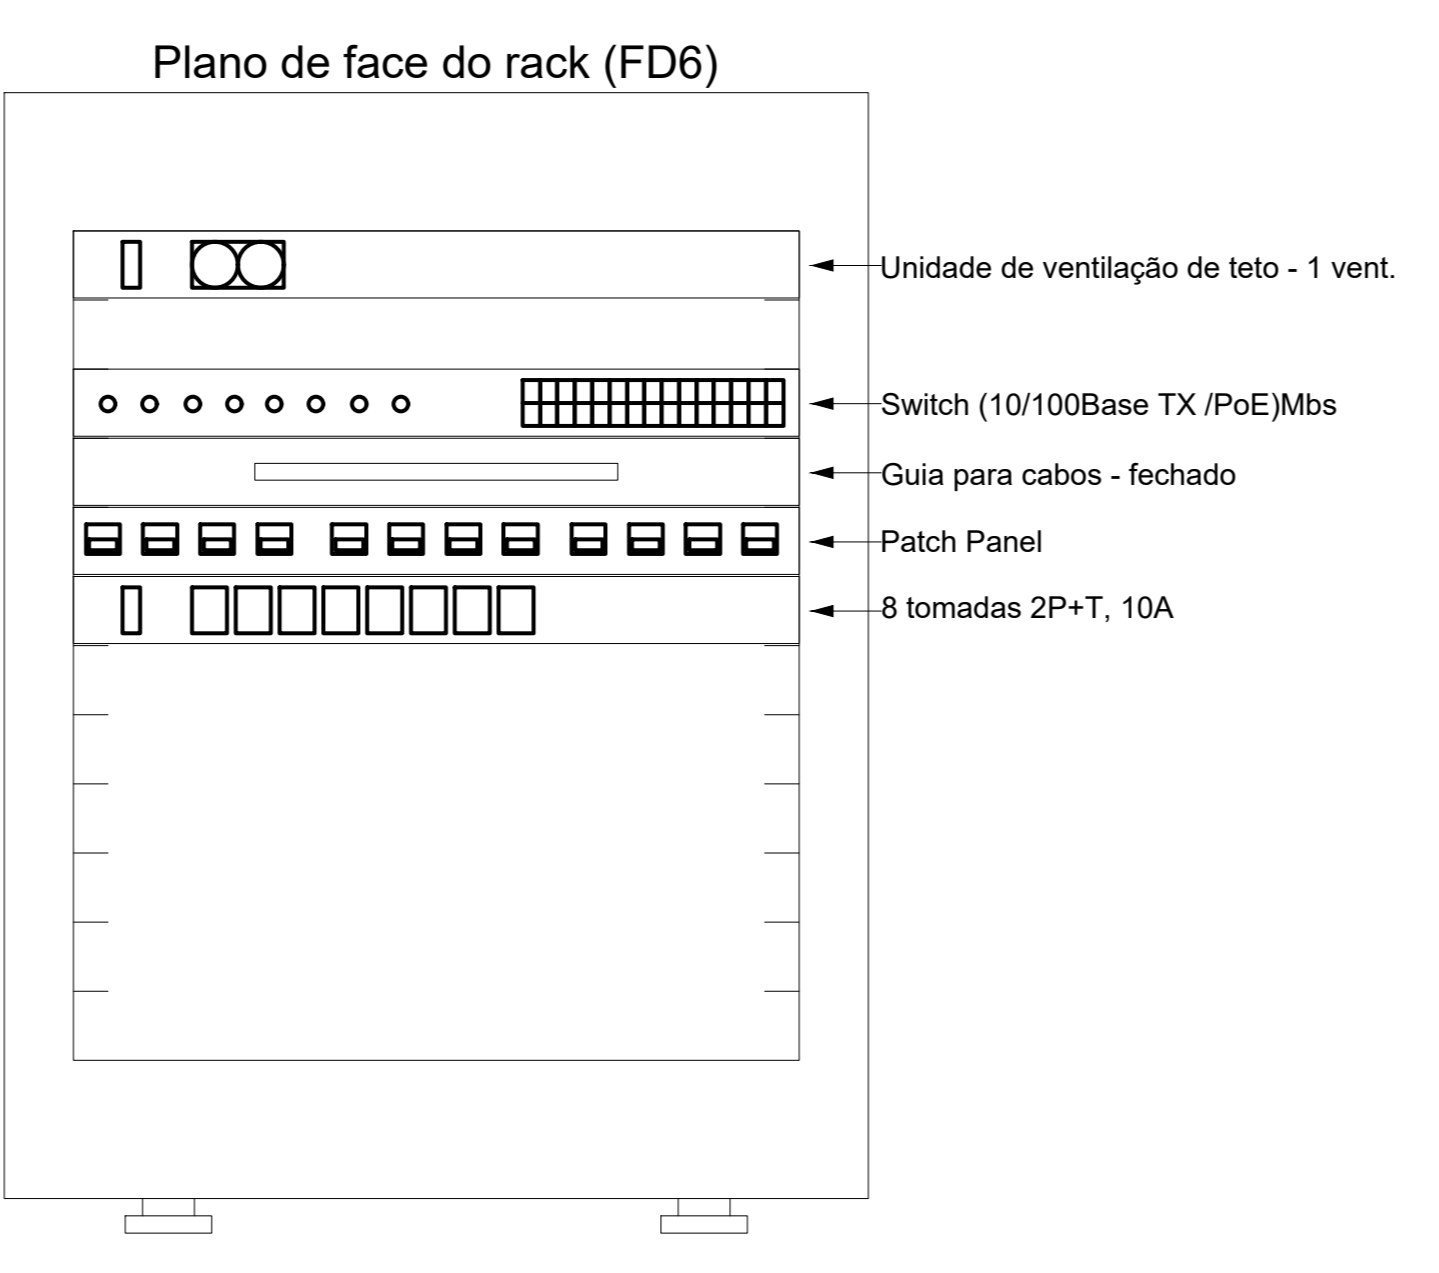 Plano de face do rack (FD6)
Unidade de ventilação de teto - 1 vent.
Switch (10/100Base TX /PoE)Mbs
Guia para cabos - fechado
Patch Panel
8 tomadas 2P+T, 10A